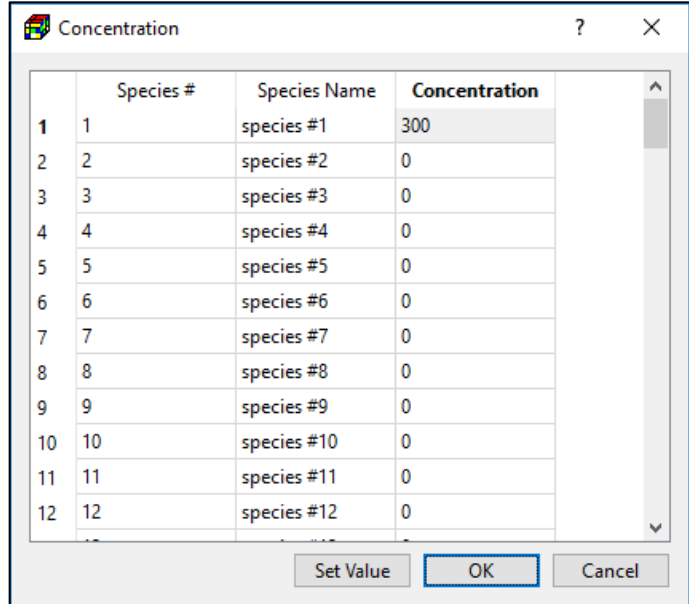 Concentration ? ×
Species # Species Name Concentration
1 1 species #1 300
2 2 species #2 0
3 3 species #3 0
4 4 species #4 0
5 5 species #5 0
6 6 species #6 0
7 7 species #7 0
8 8 species #8 0
9 9 species #9 0
10 10 species #10 0
11 11 species #11 0
12 12 species #12 0
Set Value OK Cancel